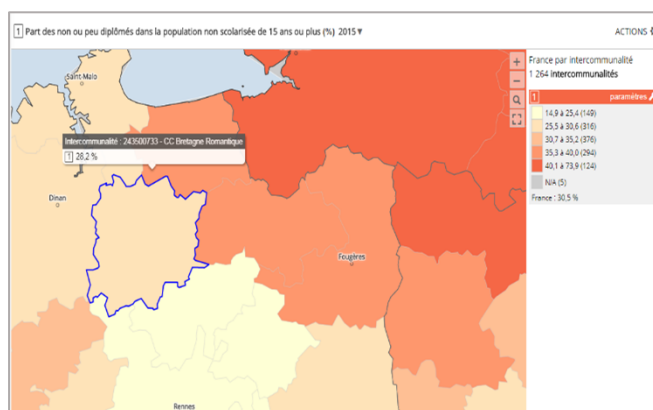 1 Part des non ou peu diplômés dans la population non scolarisée de 15 ans ou plus (%) 2015 ▾
ACTIONS
Saint-Malo
Intercommunalité : 243500733 - CC Bretagne Romantique
1 28,2 %
Dinan
Fougères
Rennes
+
−
France par intercommunalité
1 264 intercommunalités
1 paramètres
14,9 à 25,4 (149)
25,5 à 30,6 (316)
30,7 à 35,2 (376)
35,3 à 40,0 (294)
40,1 à 73,9 (124)
N/A (5)
France : 30,5 %